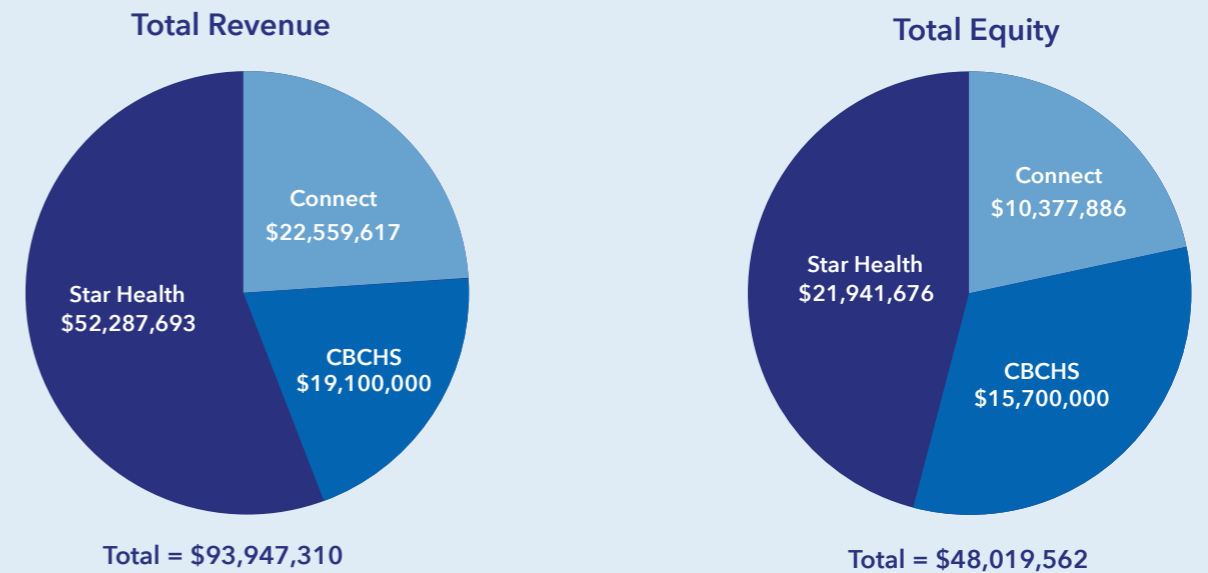 Total Revenue
Connect
$22,559,617
Star Health
$52,287,693
CBCHS
$19,100,000
Total = $93,947,310
Total Equity
Connect
$10,377,886
Star Health
$21,941,676
CBCHS
$15,700,000
Total = $48,019,562